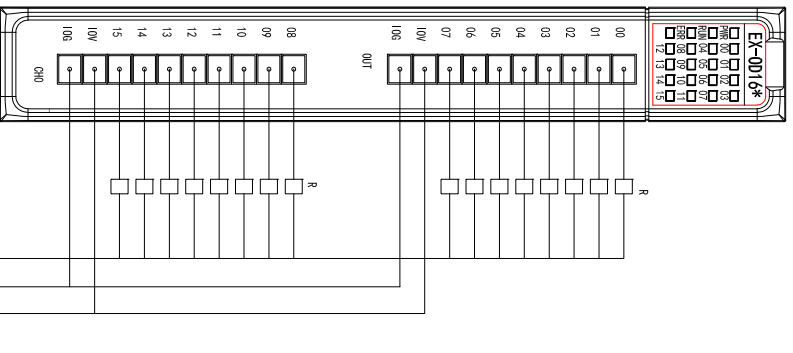 EX-OD16*
PWR 00 01 02 03
RUN 04 05 06 07
ERR 08 09 10 11
12 13 14 15
00
01
02
03
04
05
06
07
IOV
IOG
OUT
R
08
09
10
11
12
13
14
15
IOV
IOG
CHO
R